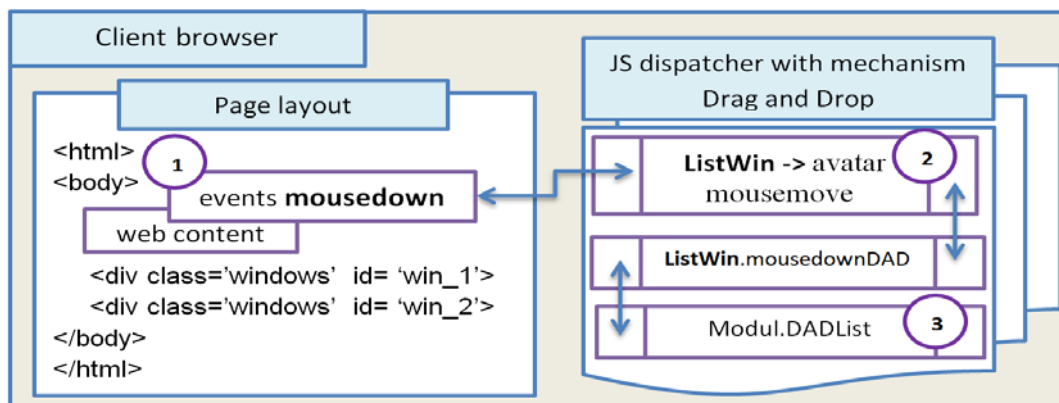 Client browser
Page layout
<html>
1
<body>
events mousedown
web content
<div class='windows' id= 'win_1'>
<div class='windows' id= 'win_2'>
</body>
</html>
JS dispatcher with mechanism
Drag and Drop
ListWin -> avatar
mousemove
2
ListWin.mousedownDAD
Modul.DADList
3